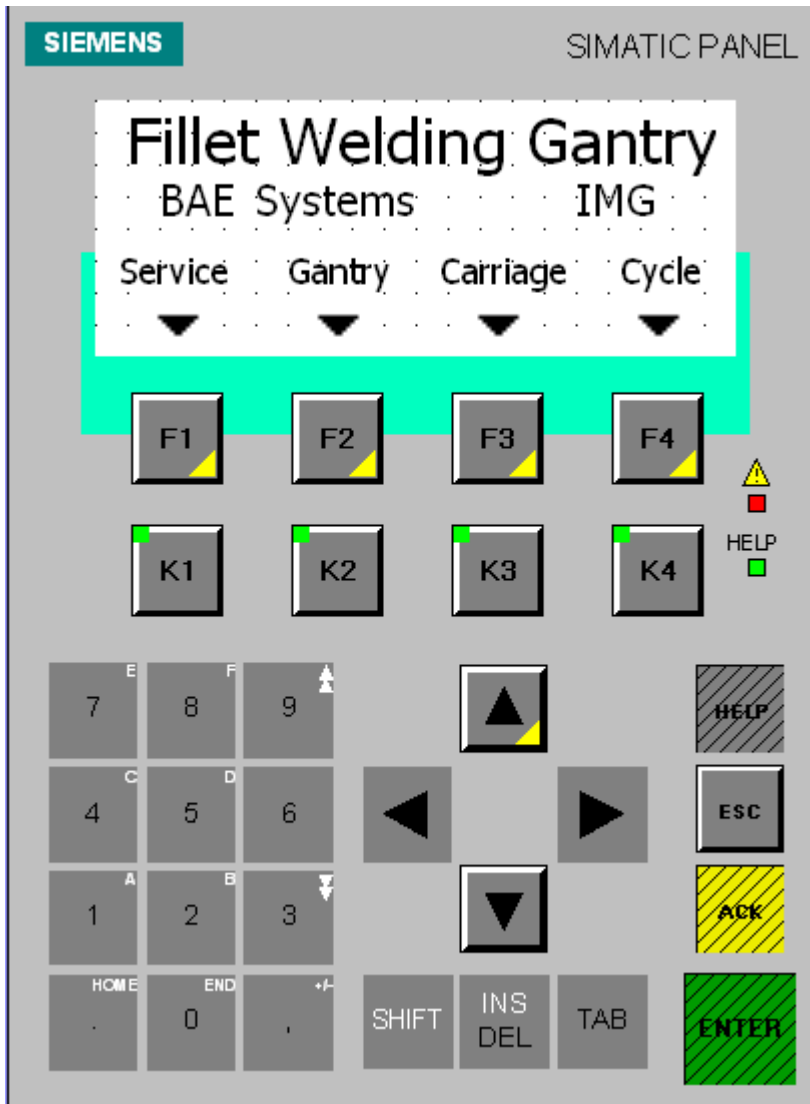 SIEMENS SIMATIC PANEL
Fillet Welding Gantry
BAE Systems IMG
Service Gantry Carriage Cycle
F1 F2 F3 F4
HELP
K1 K2 K3 K4
E F
7 8 9 HELP
C D
4 5 6 ESC
A B
1 2 3 ACK
HOME END +/-
. 0 , SHIFT INS DEL TAB ENTER